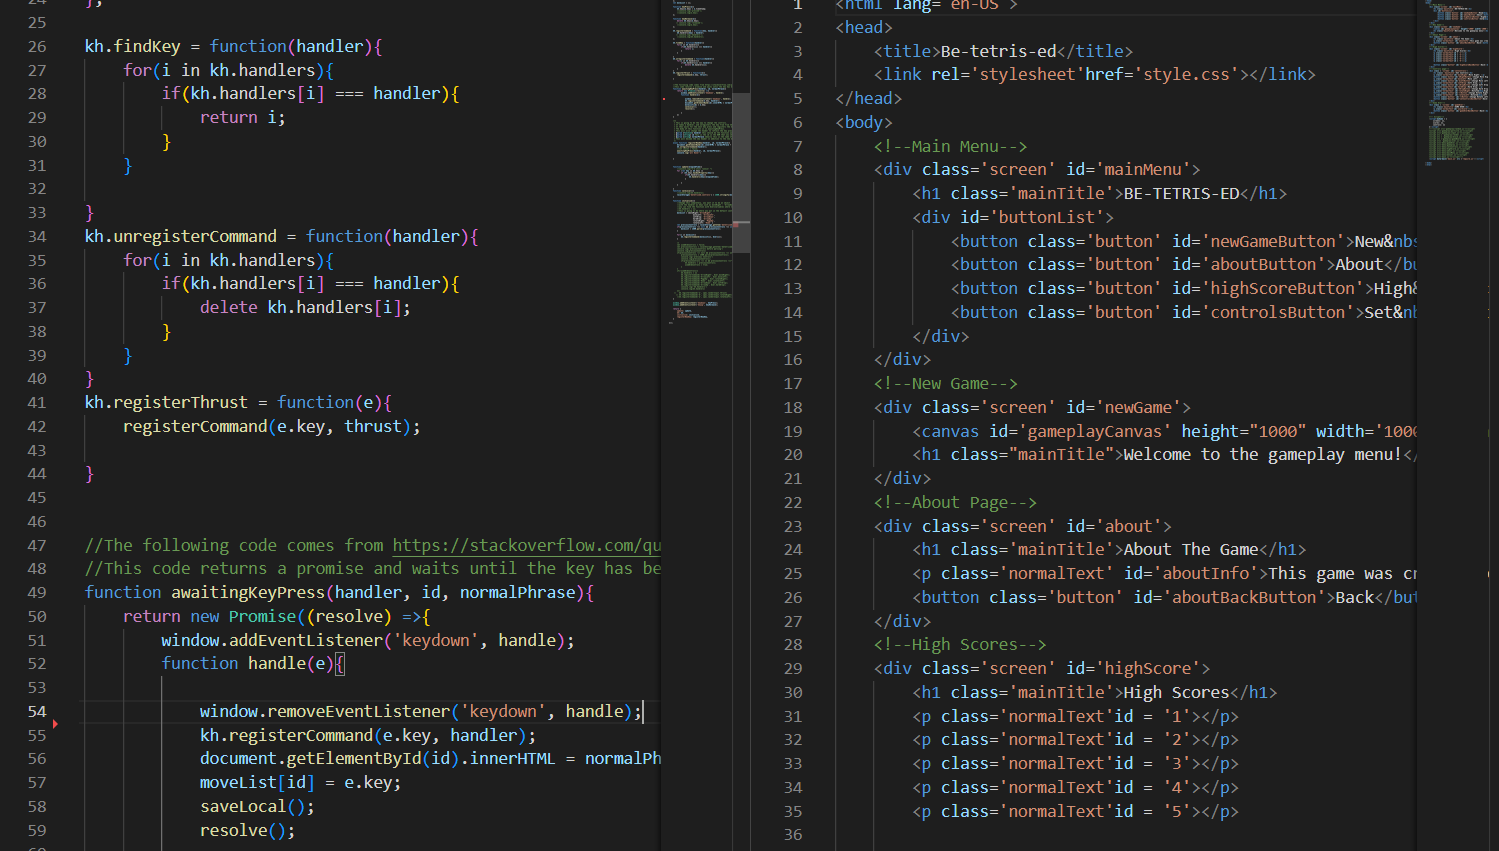 24 };
25
26 kh.findKey = function(handler){
27 for(i in kh.handlers){
28 if(kh.handlers[i] === handler){
29 return i;
30 }
31 }
32
33 }
34 kh.unregisterCommand = function(handler){
35 for(i in kh.handlers){
36 if(kh.handlers[i] === handler){
37 delete kh.handlers[i];
38 }
39 }
40 }
41 kh.registerThrust = function(e){
42 registerCommand(e.key, thrust);
43
44 }
45
46
47 //The following code comes from https://stackoverflow.com/qu
48 //This code returns a promise and waits until the key has be
49 function awaitingKeyPress(handler, id, normalPhrase){
50 return new Promise((resolve) =>{
51 window.addEventListener('keydown', handle);
52 function handle(e){
53
54 window.removeEventListener('keydown', handle);
55 kh.registerCommand(e.key, handler);
56 document.getElementById(id).innerHTML = normalPh
57 moveList[id] = e.key;
58 saveLocal();
59 resolve();
1 <html lang="en-US">
2 <head>
3 <title>Be-tetris-ed</title>
4 <link rel='stylesheet'href='style.css'></link>
5 </head>
6 <body>
7 <!--Main Menu-->
8 <div class='screen' id='mainMenu'>
9 <h1 class='mainTitle'>BE-TETRIS-ED</h1>
10 <div id='buttonList'>
11 <button class='button' id='newGameButton'>New&nbs
12 <button class='button' id='aboutButton'>About</bu
13 <button class='button' id='highScoreButton'>High&
14 <button class='button' id='controlsButton'>Set&nb
15 </div>
16 </div>
17 <!--New Game-->
18 <div class='screen' id='newGame'>
19 <canvas id='gameplayCanvas' height="1000" width='1000
20 <h1 class="mainTitle">Welcome to the gameplay menu!</
21 </div>
22 <!--About Page-->
23 <div class='screen' id='about'>
24 <h1 class='mainTitle'>About The Game</h1>
25 <p class='normalText' id='aboutInfo'>This game was cr
26 <button class='button' id='aboutBackButton'>Back</but
27 </div>
28 <!--High Scores-->
29 <div class='screen' id='highScore'>
30 <h1 class='mainTitle'>High Scores</h1>
31 <p class='normalText'id = '1'></p>
32 <p class='normalText'id = '2'></p>
33 <p class='normalText'id = '3'></p>
34 <p class='normalText'id = '4'></p>
35 <p class='normalText'id = '5'></p>
36